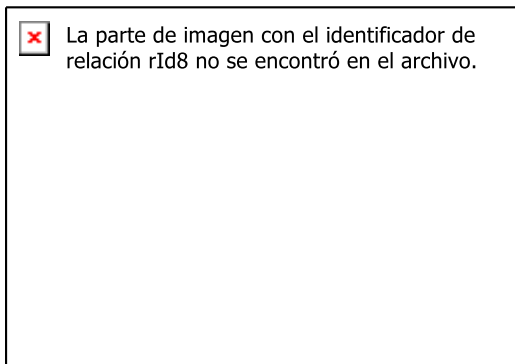 La parte de imagen con el identificador de
relación rId8 no se encontró en el archivo.